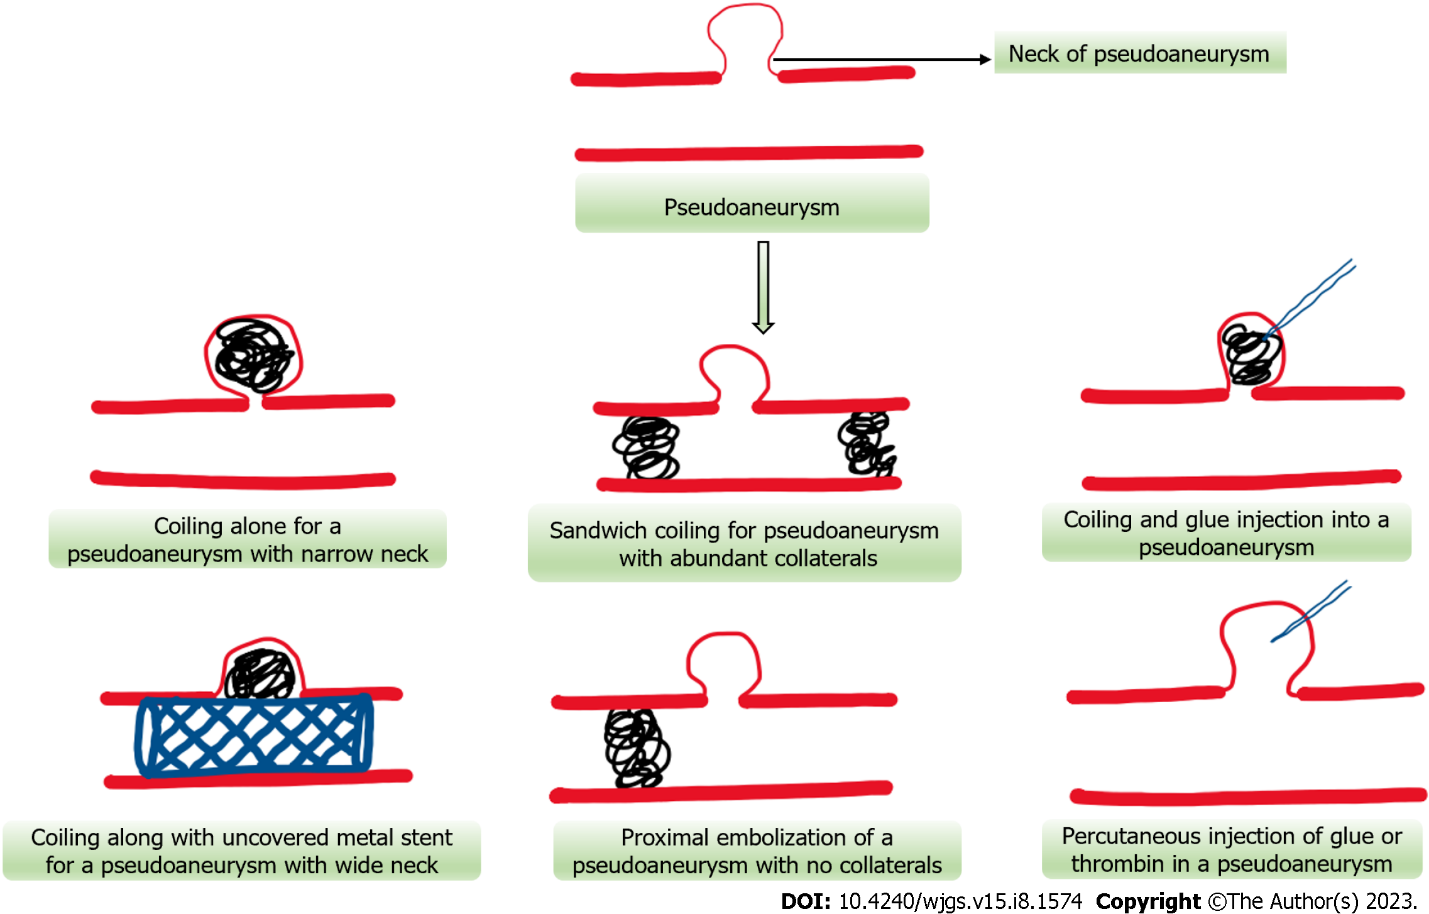 Neck of pseudoaneurysm
Pseudoaneurysm
Coiling alone for a
pseudoaneurysm with narrow neck
Sandwich coiling for pseudoaneurysm
with abundant collaterals
Coiling and glue injection into a
pseudoaneurysm
Coiling along with uncovered metal stent
for a pseudoaneurysm with wide neck
Proximal embolization of a
pseudoaneurysm with no collaterals
Percutaneous injection of glue or
thrombin in a pseudoaneurysm
DOI: 10.4240/wjgs.v15.i8.1574 Copyright ©The Author(s) 2023.